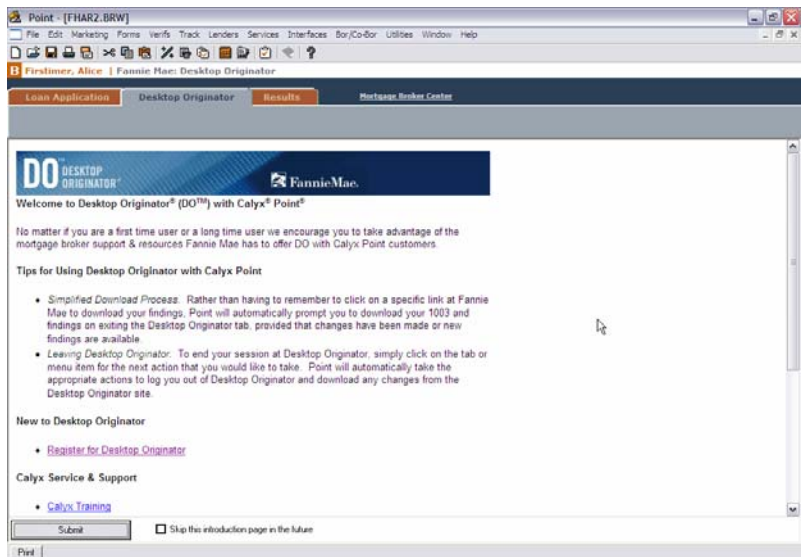 Point - [FHAR2.BRW]
File Edit Marketing Forms Verifs Track Lenders Services Interfaces Bor/Co-Bor Utilities Window Help
B Firstimer, Alice | Fannie Mae: Desktop Originator
Loan Application Desktop Originator Results Mortgage Broker Center
DO DESKTOP ORIGINATOR® FannieMae.
Welcome to Desktop Originator® (DO™) with Calyx® Point®
No matter if you are a first time user or a long time user we encourage you to take advantage of the
mortgage broker support & resources Fannie Mae has to offer DO with Calyx Point customers.
Tips for Using Desktop Originator with Calyx Point
• Simplified Download Process. Rather than having to remember to click on a specific link at Fannie
Mae to download your findings, Point will automatically prompt you to download your 1003 and
findings on exiting the Desktop Originator tab, provided that changes have been made or new
findings are available.
• Leaving Desktop Originator. To end your session at Desktop Originator, simply click on the tab or
menu item for the next action that you would like to take. Point will automatically take the
appropriate actions to log you out of Desktop Originator and download any changes from the
Desktop Originator site.
New to Desktop Originator
• Register for Desktop Originator
Calyx Service & Support
• Calyx Training
Submit Skip this introduction page in the future
Print